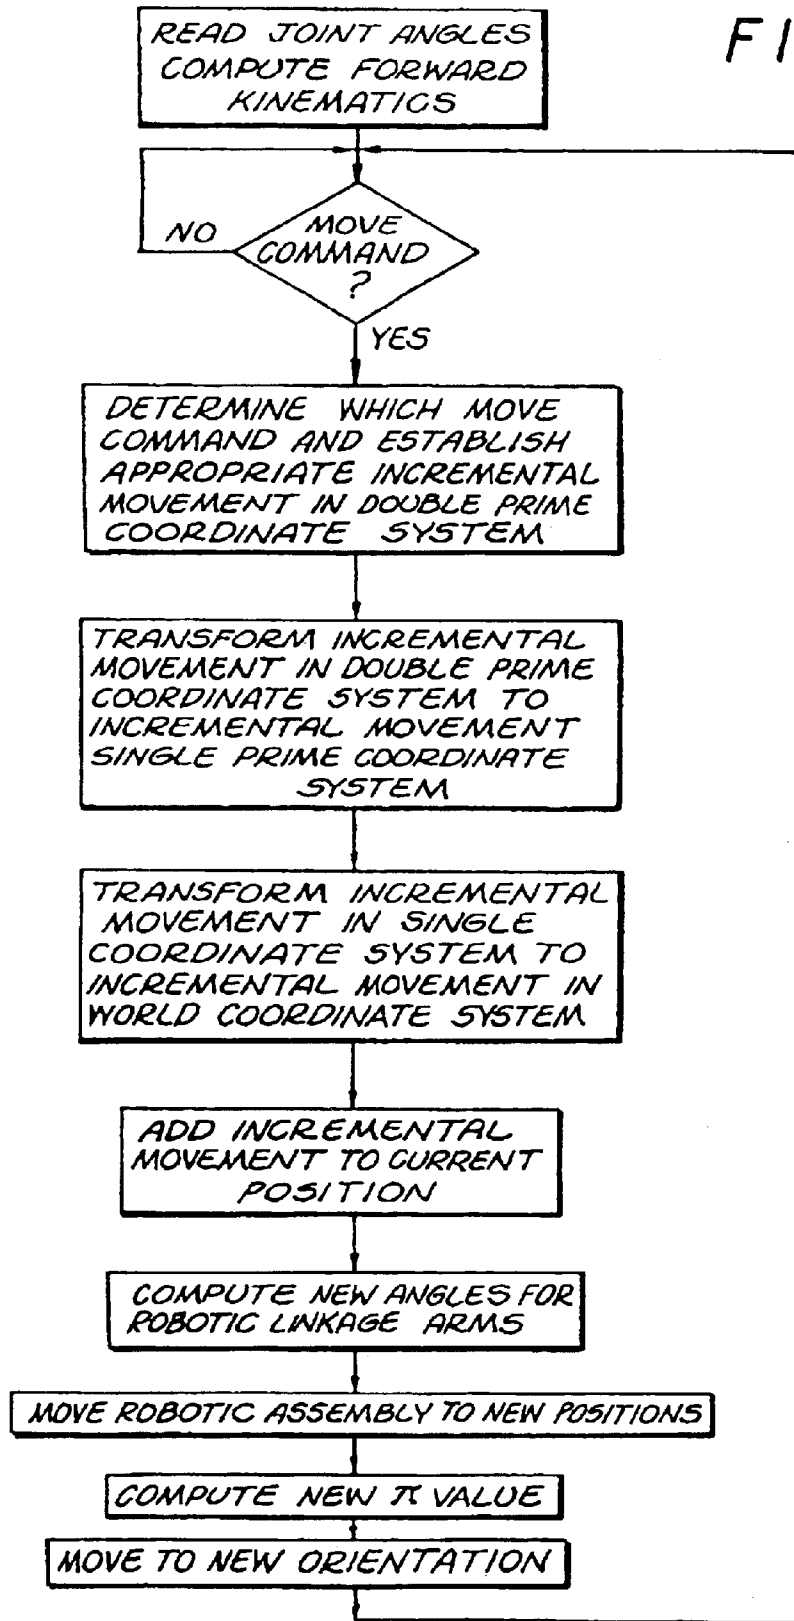 FI
READ JOINT ANGLES
COMPUTE FORWARD
KINEMATICS
MOVE
COMMAND
?
NO
YES
DETERMINE WHICH MOVE
COMMAND AND ESTABLISH
APPROPRIATE INCREMENTAL
MOVEMENT IN DOUBLE PRIME
COORDINATE SYSTEM
TRANSFORM INCREMENTAL
MOVEMENT IN DOUBLE PRIME
COORDINATE SYSTEM TO
INCREMENTAL MOVEMENT
SINGLE PRIME COORDINATE
SYSTEM
TRANSFORM INCREMENTAL
MOVEMENT IN SINGLE
COORDINATE SYSTEM TO
INCREMENTAL MOVEMENT IN
WORLD COORDINATE SYSTEM
ADD INCREMENTAL
MOVEMENT TO CURRENT
POSITION
COMPUTE NEW ANGLES FOR
ROBOTIC LINKAGE ARMS
MOVE ROBOTIC ASSEMBLY TO NEW POSITIONS
COMPUTE NEW π VALUE
MOVE TO NEW ORIENTATION